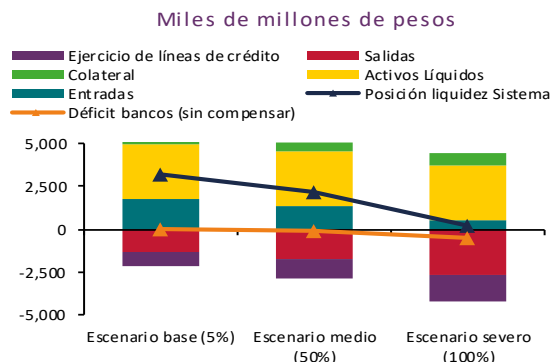 Miles de millones de pesos
Ejercicio de líneas de crédito
Salidas
Colateral
Activos Líquidos
Entradas
Posición liquidez Sistema
Déficit bancos (sin compensar)
5,000
2,500
0
-2,500
-5,000
Escenario base (5%)
Escenario medio
(50%)
Escenario severo
(100%)